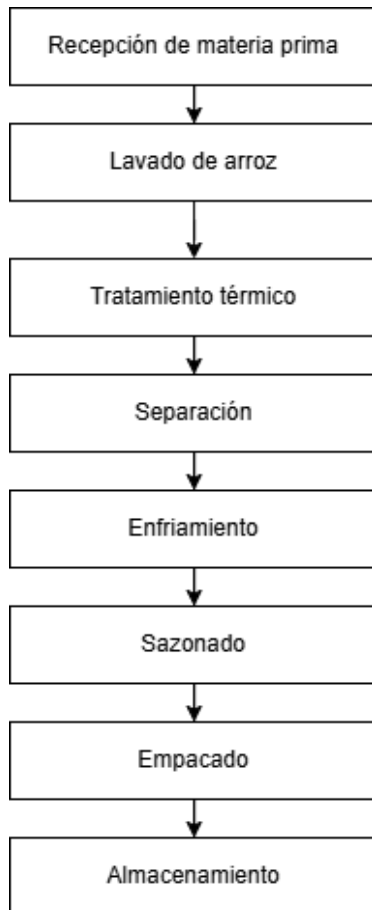 Recepción de materia prima
Lavado de arroz
Tratamiento térmico
Separación
Enfriamiento
Sazonado
Empacado
Almacenamiento